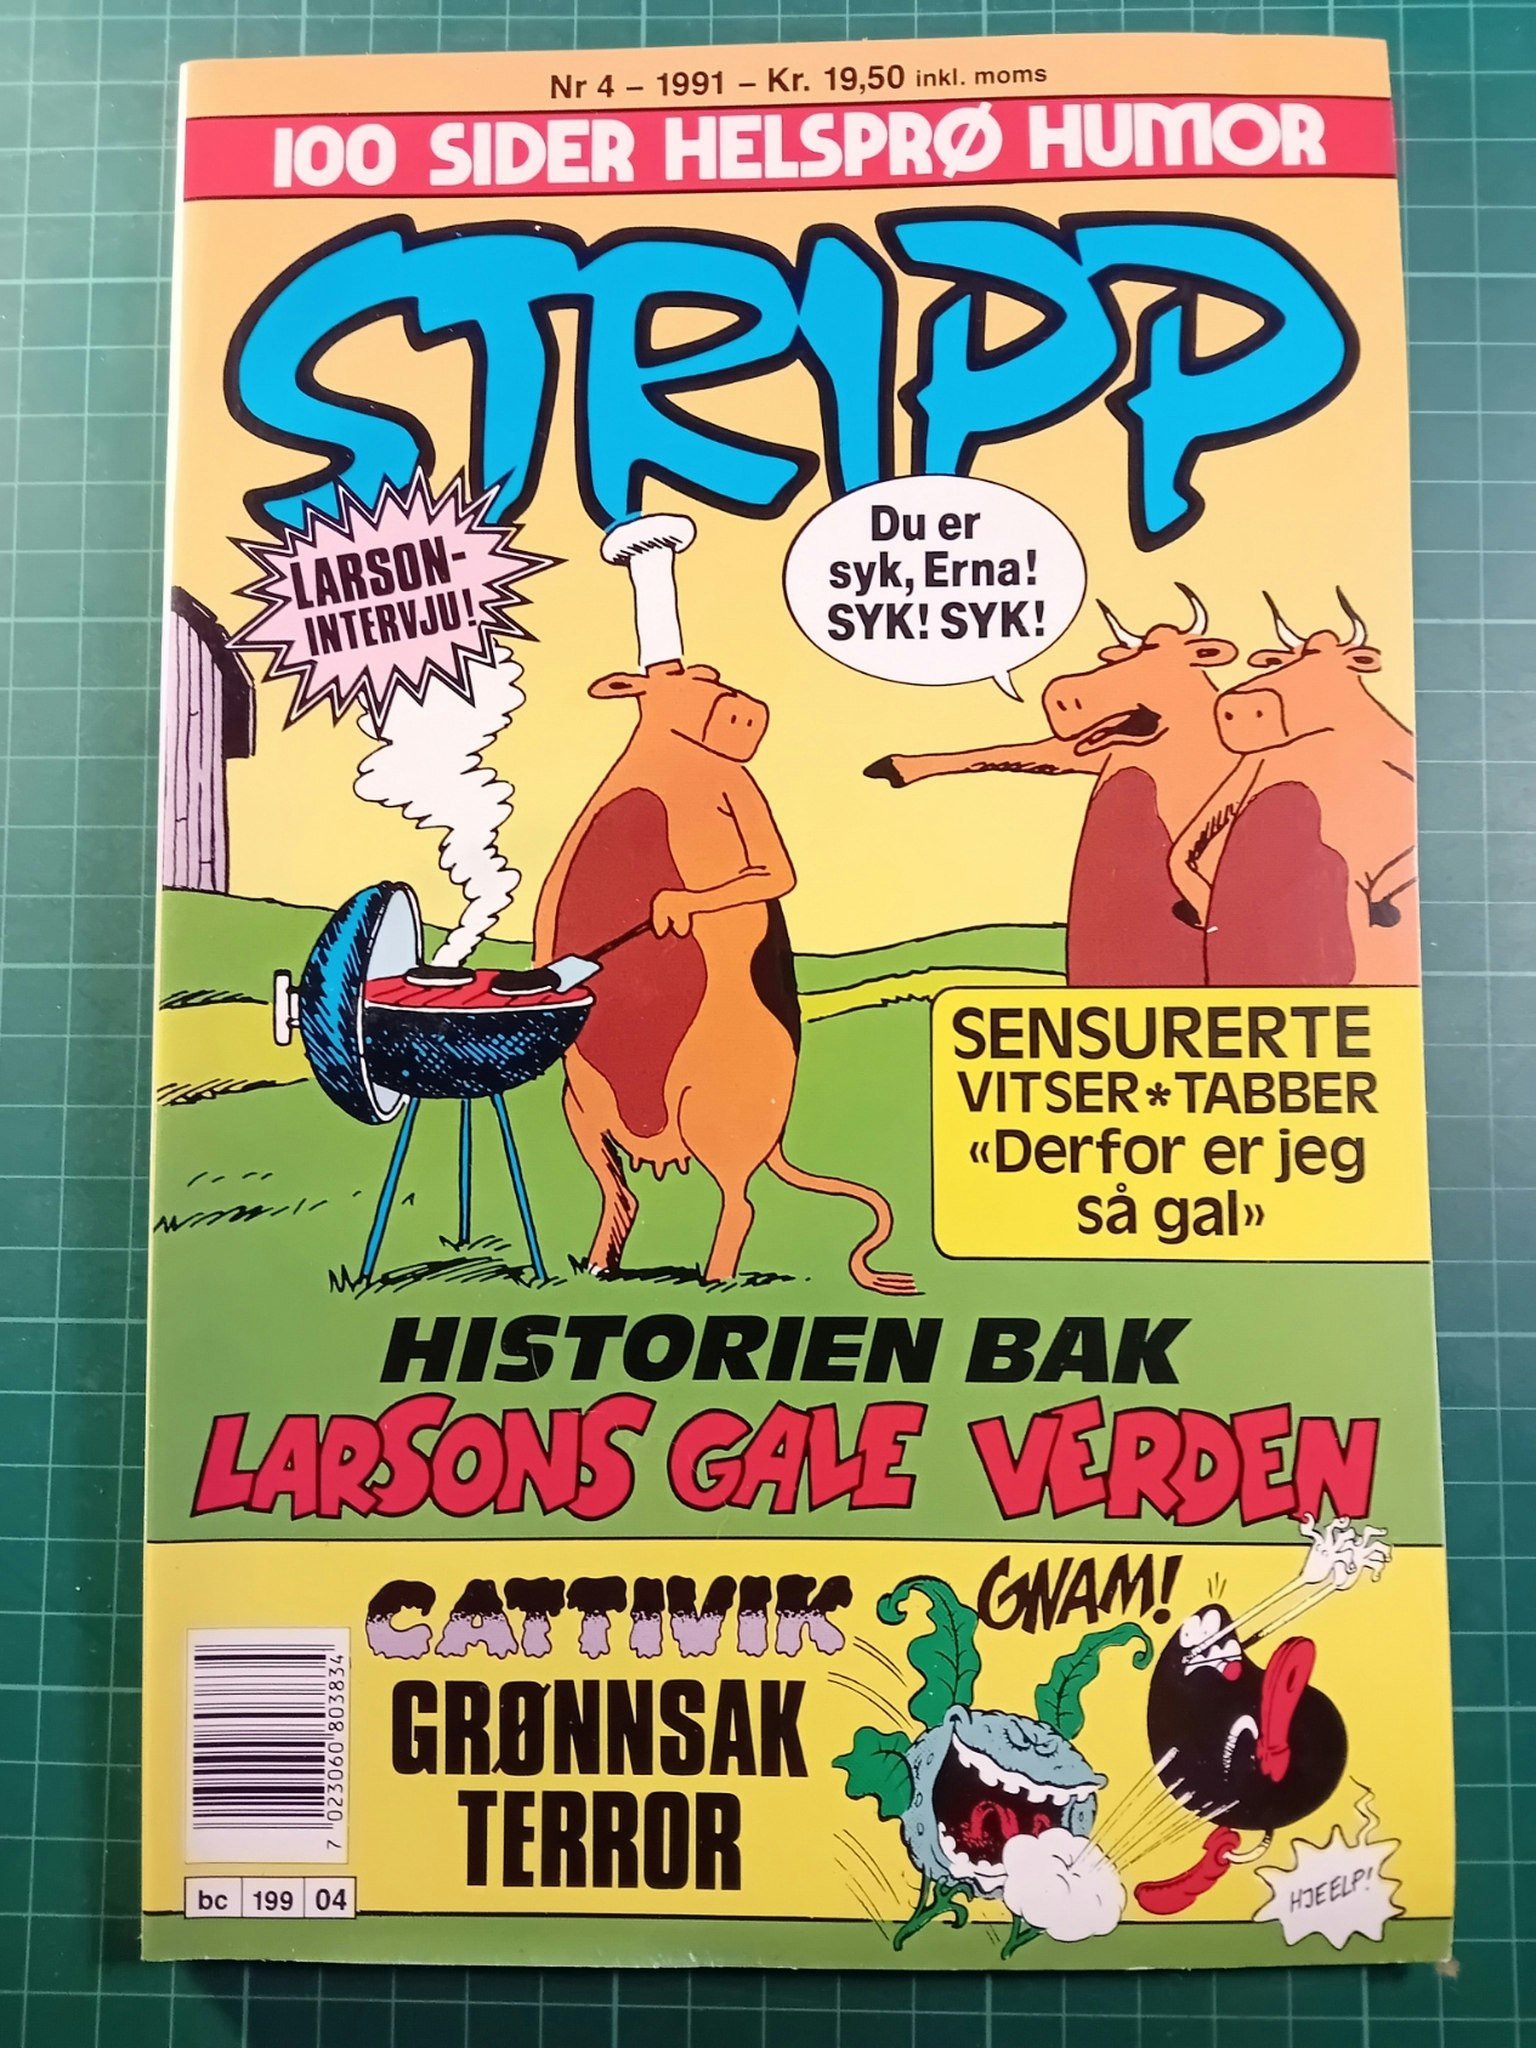 Nr 4 – 1991 – Kr. 19,50 inkl. moms
100 SIDER HELSPRØ HUMOR
STRIPP
LARSON-
INTERVJU!
Du er
syk, Erna!
SYK! SYK!
SENSURERTE
VITSER * TABBER
«Derfor er jeg
så gal»
HISTORIEN BAK
LARSONS GALE VERDEN
CATTIVIK
GRØNNSAK
TERROR
GNAM!
HJEELP!
7 023060 803834
bc 199 04